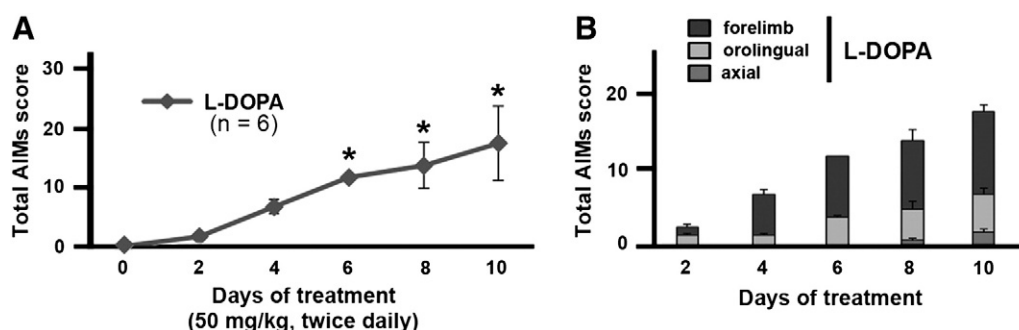 A
Total AIMs score
30
20
10
0
L-DOPA
(n = 6)
*
*
*
0 2 4 6 8 10
Days of treatment
(50 mg/kg, twice daily)
B
forelimb
orolingual
axial
L-DOPA
Total AIMs score
20
10
0
2 4 6 8 10
Days of treatment